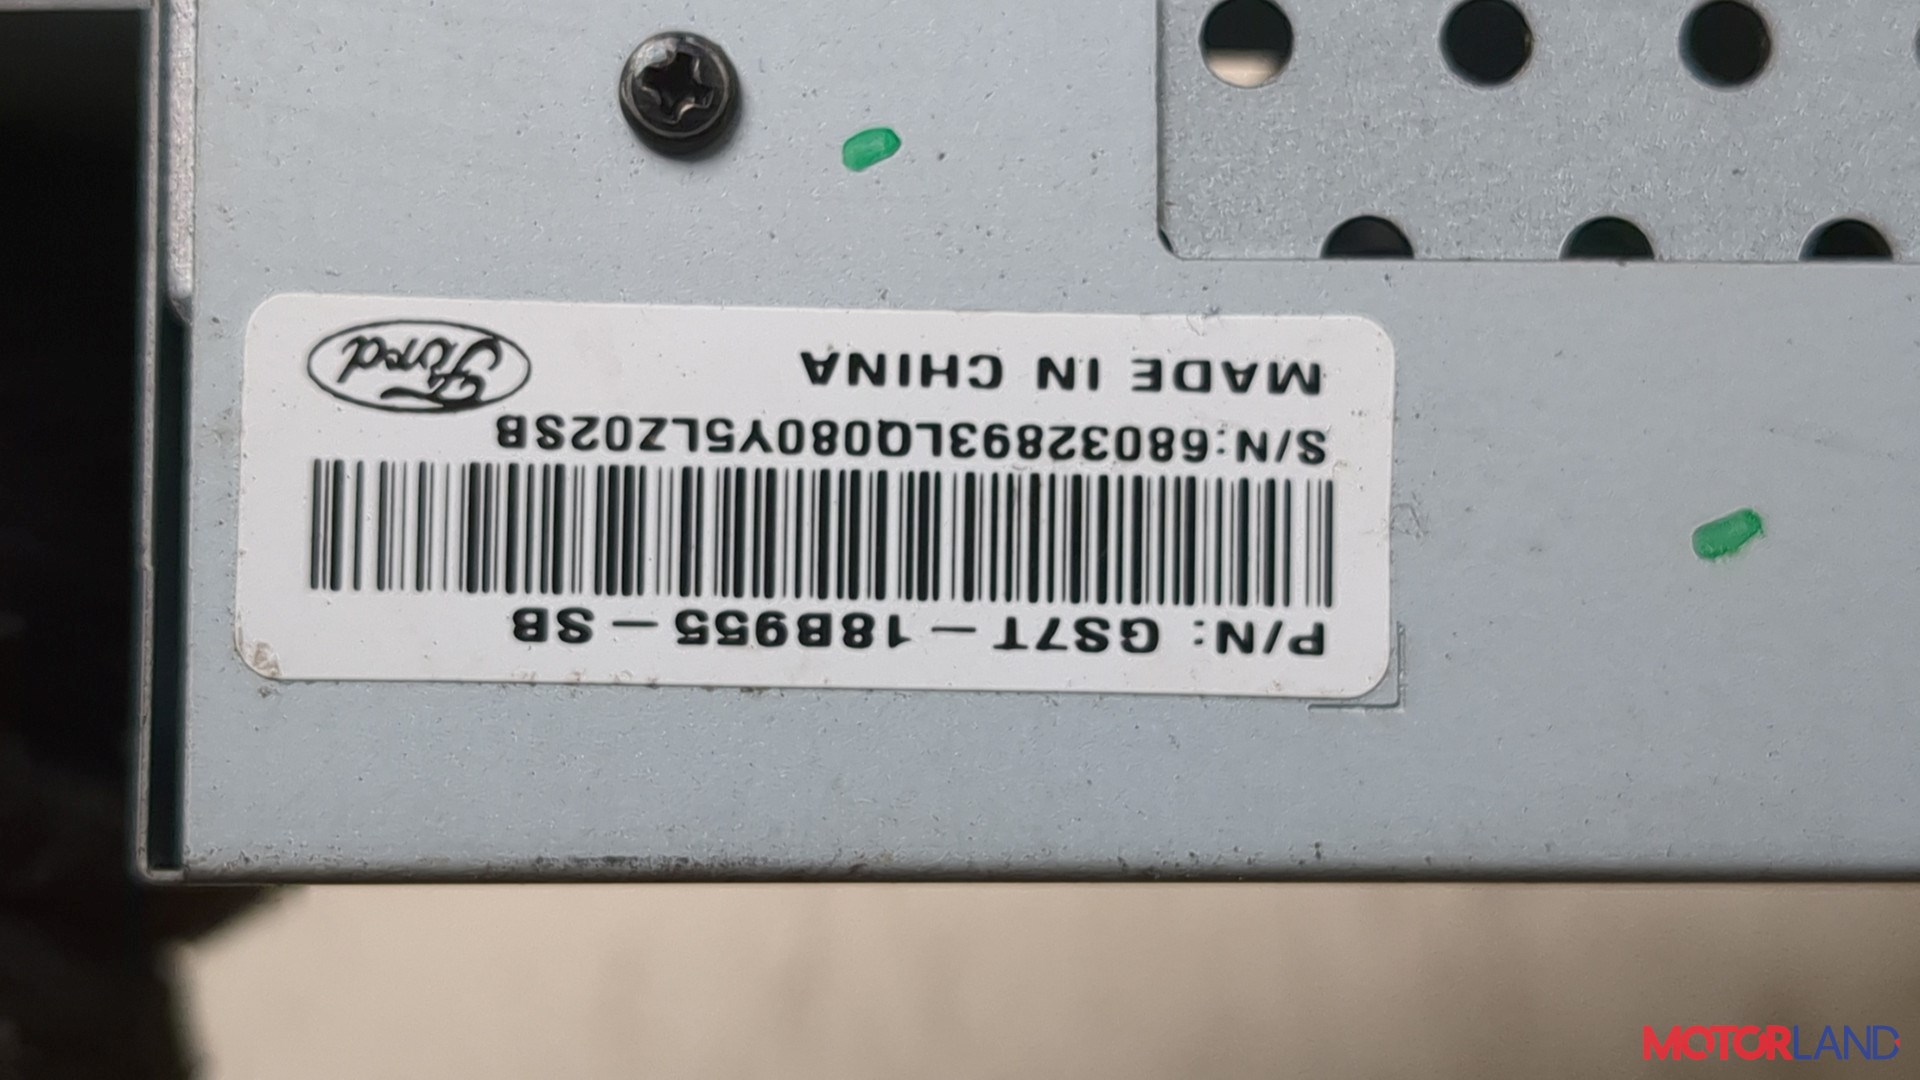 P/N: GS7T-18B955-SB
S/N:68032893LQ080Y5LZ02SB
MADE IN CHINA
Ford
MOTORLAND